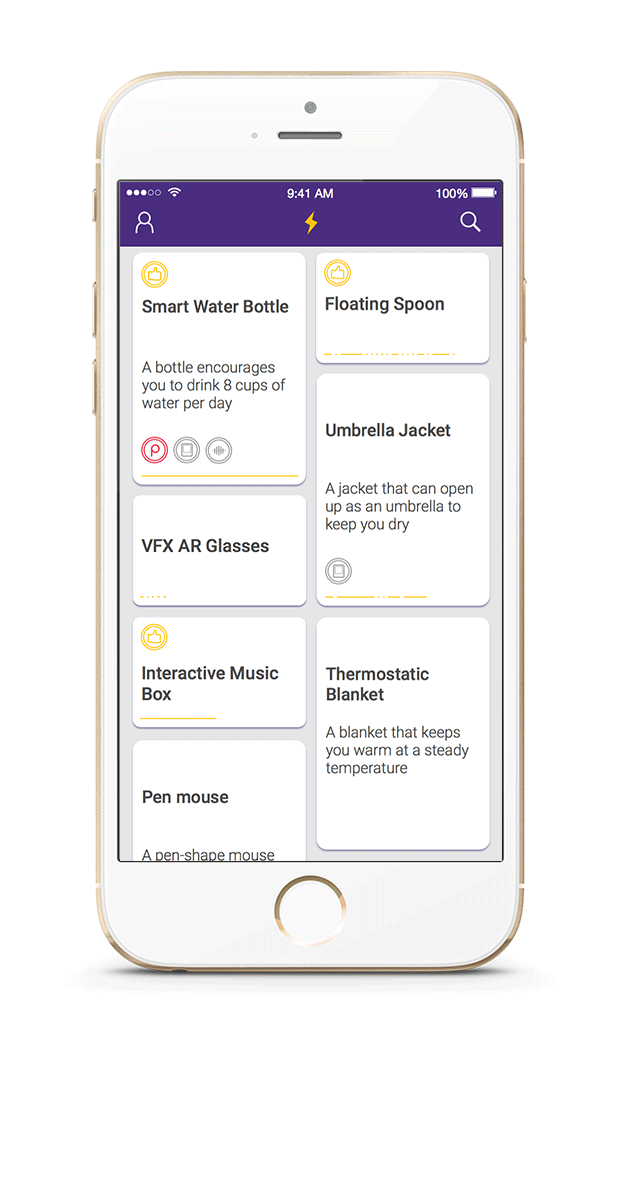 9:41 AM
100%
Smart Water Bottle
A bottle encourages
you to drink 8 cups of
water per day
VFX AR Glasses
Interactive Music
Box
Pen mouse
A pen-shape mouse
Floating Spoon
Umbrella Jacket
A jacket that can open
up as an umbrella to
keep you dry
Thermostatic
Blanket
A blanket that keeps
you warm at a steady
temperature